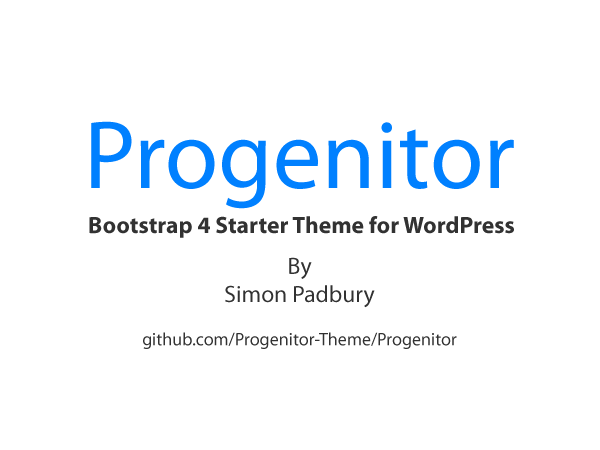 Progenitor
Bootstrap 4 Starter Theme for WordPress
By
Simon Padbury
github.com/Progenitor-Theme/Progenitor